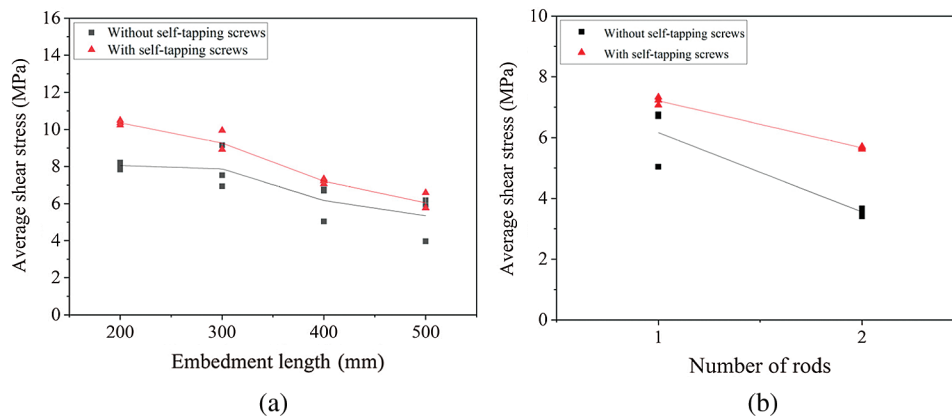 16
14
12
10
8
6
4
2
0
Average shear stress (MPa)
Without self-tapping screws
With self-tapping screws
200
300
400
500
Embedment length (mm)
(a)
10
8
6
4
2
0
Average shear stress (MPa)
Without self-tapping screws
With self-tapping screws
1
2
Number of rods
(b)